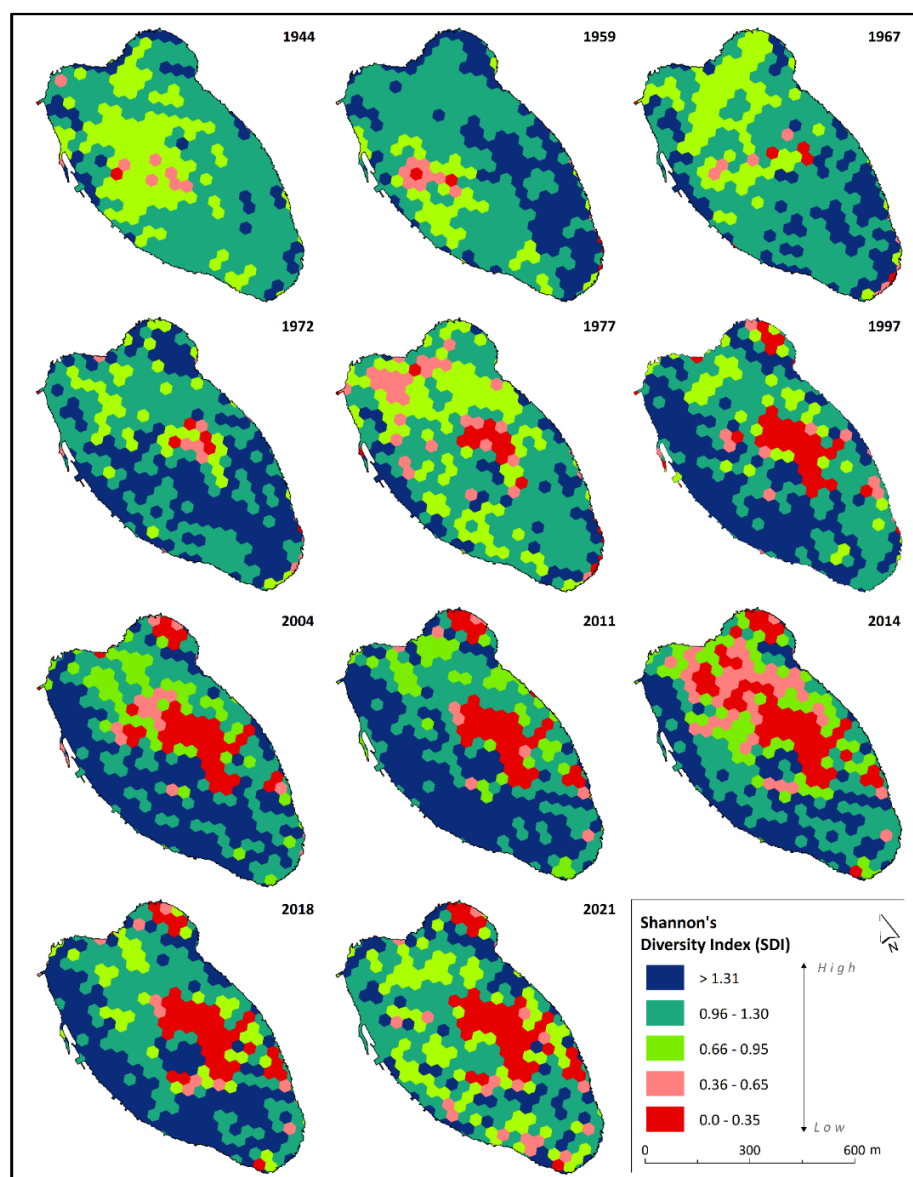 1944
1959
1967
1972
1977
1997
2004
2011
2014
2018
2021
Shannon's
Diversity Index (SDI)
N
High
> 1.31
0.96 - 1.30
0.66 - 0.95
0.36 - 0.65
0.0 - 0.35
Low
0 300 600 m